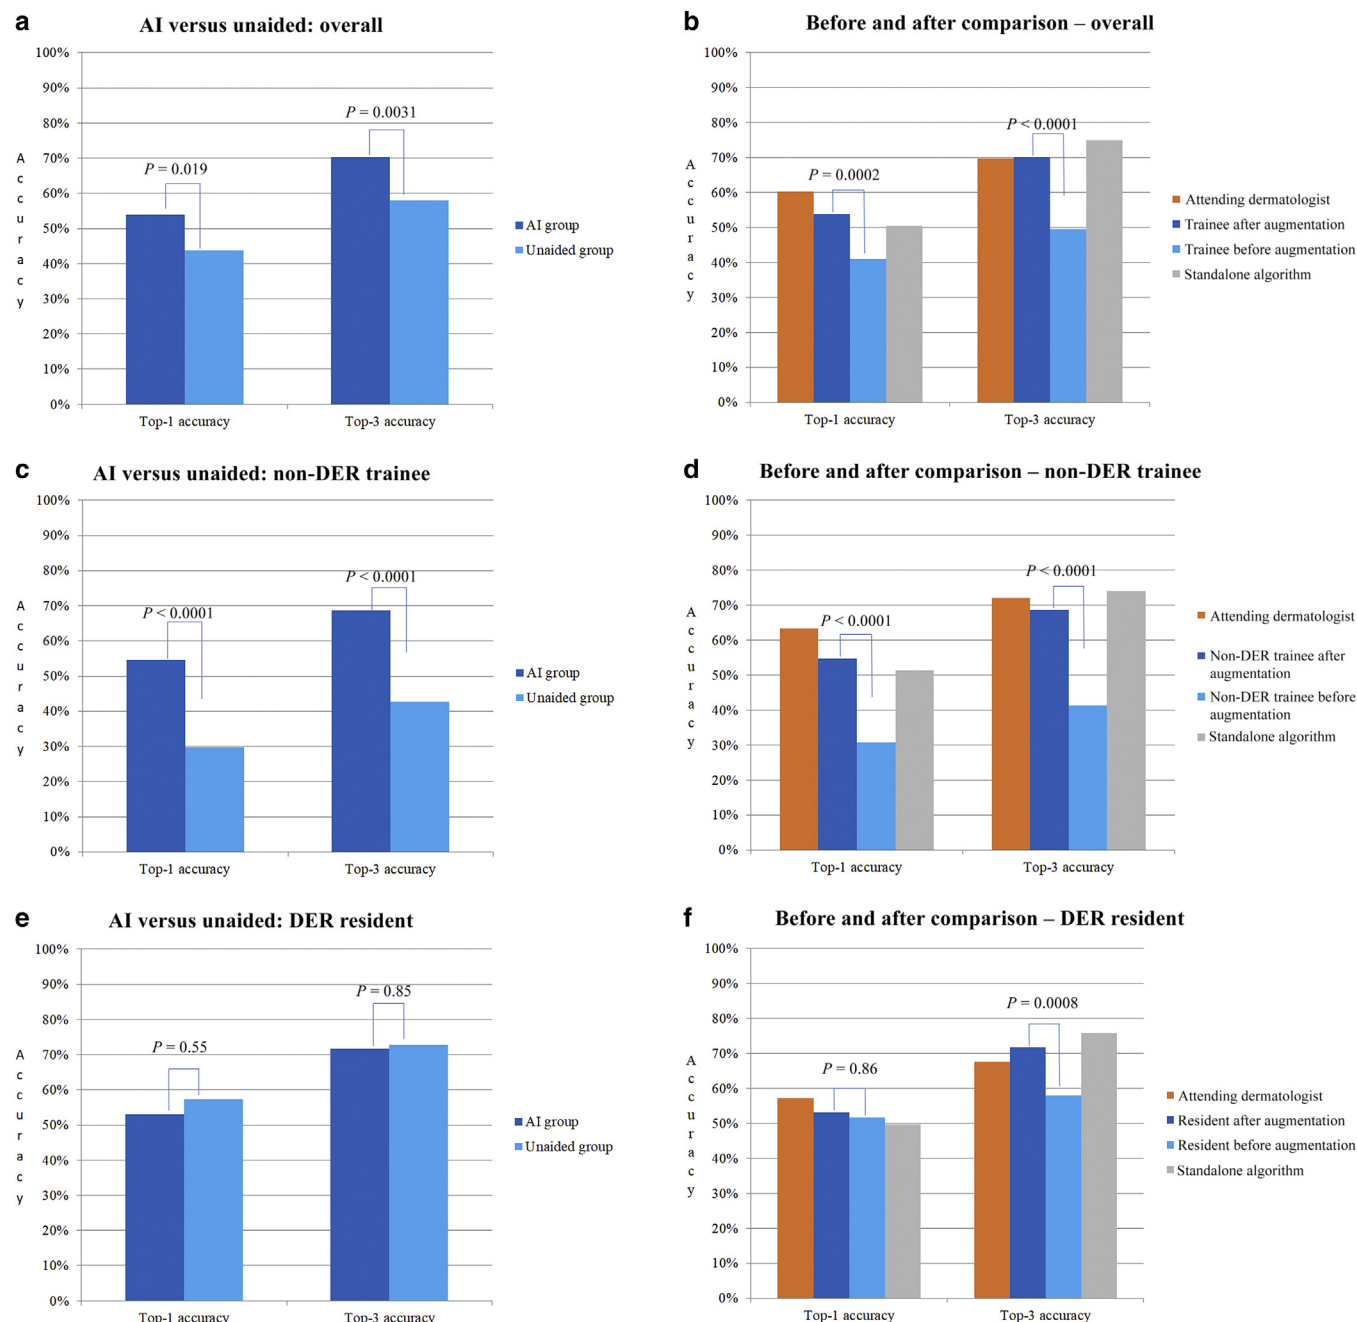 a
AI versus unaided: overall
100%
90%
80%
70%
60%
50%
40%
30%
20%
10%
0%
Accuracy
P = 0.019
P = 0.0031
Top-1 accuracy
Top-3 accuracy
AI group
Unaided group
b
Before and after comparison – overall
100%
90%
80%
70%
60%
50%
40%
30%
20%
10%
0%
Accuracy
P = 0.0002
P < 0.0001
Top-1 accuracy
Top-3 accuracy
Attending dermatologist
Trainee after augmentation
Trainee before augmentation
Standalone algorithm
c
AI versus unaided: non-DER trainee
100%
90%
80%
70%
60%
50%
40%
30%
20%
10%
0%
Accuracy
P < 0.0001
P < 0.0001
Top-1 accuracy
Top-3 accuracy
AI group
Unaided group
d
Before and after comparison – non-DER trainee
100%
90%
80%
70%
60%
50%
40%
30%
20%
10%
0%
Accuracy
P < 0.0001
P < 0.0001
Top-1 accuracy
Top-3 accuracy
Attending dermatologist
Non-DER trainee after
augmentation
Non-DER trainee before
augmentation
Standalone algorithm
e
AI versus unaided: DER resident
100%
90%
80%
70%
60%
50%
40%
30%
20%
10%
0%
Accuracy
P = 0.55
P = 0.85
Top-1 accuracy
Top-3 accuracy
AI group
Unaided group
f
Before and after comparison – DER resident
100%
90%
80%
70%
60%
50%
40%
30%
20%
10%
0%
Accuracy
P = 0.86
P = 0.0008
Top-1 accuracy
Top-3 accuracy
Attending dermatologist
Resident after augmentation
Resident before augmentation
Standalone algorithm